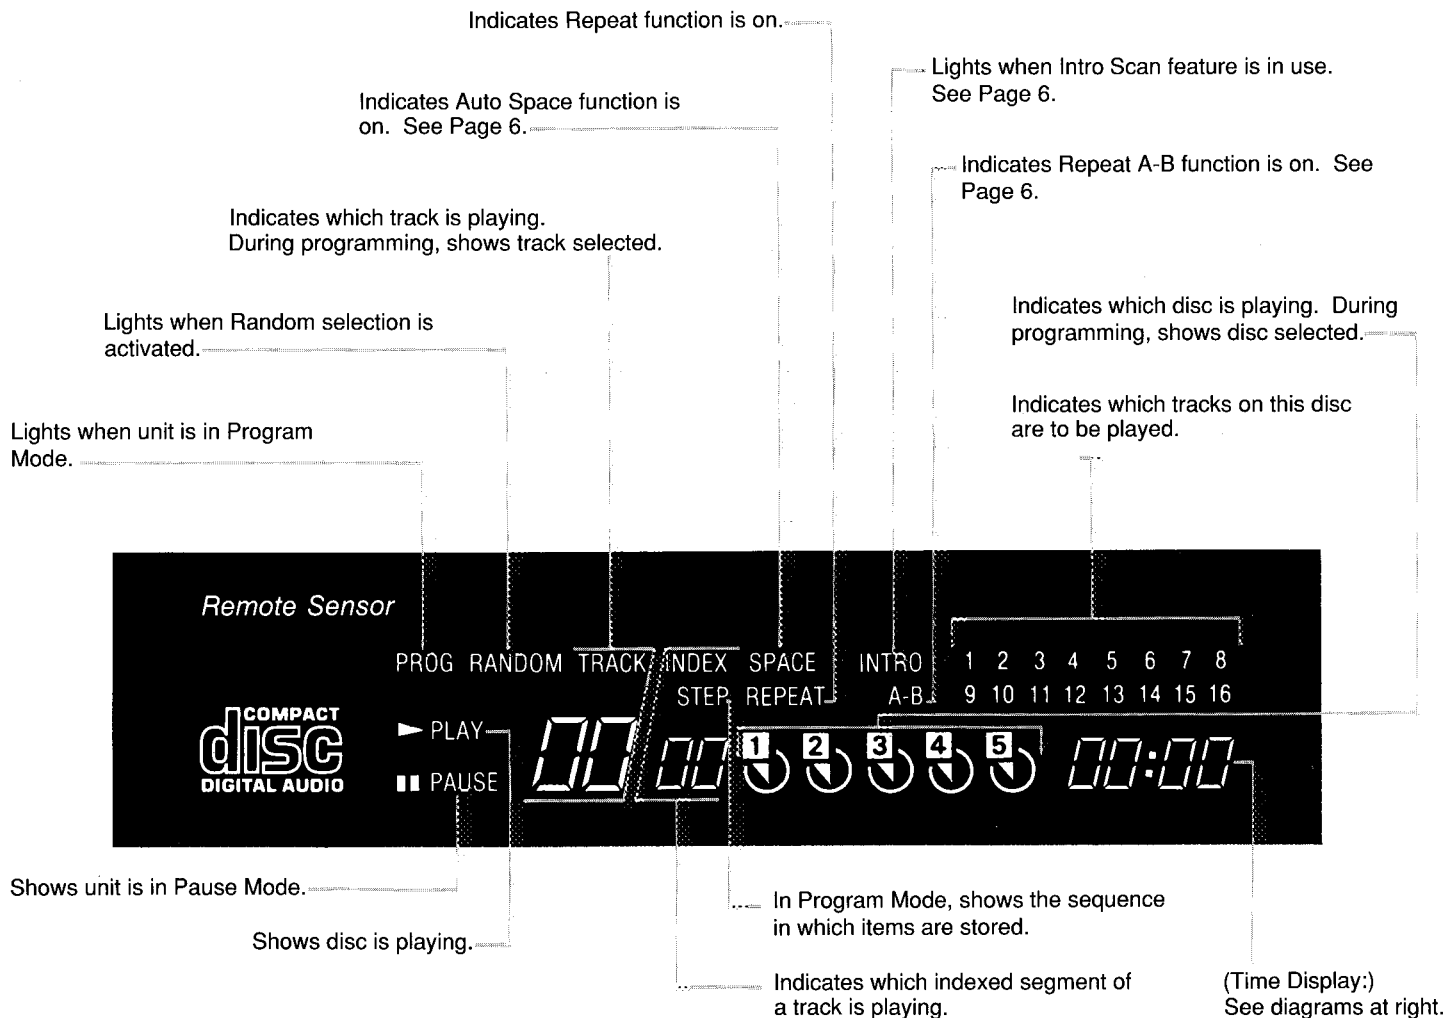 Indicates Repeat function is on.
Lights when Intro Scan feature is in use.
See Page 6.
Indicates Auto Space function is
on. See Page 6.
Indicates Repeat A-B function is on. See
Page 6.
Indicates which track is playing.
During programming, shows track selected.
Indicates which disc is playing. During
programming, shows disc selected.
Lights when Random selection is
activated.
Indicates which tracks on this disc
are to be played.
Lights when unit is in Program
Mode.
Remote Sensor
PROG RANDOM TRACK INDEX SPACE INTRO 1 2 3 4 5 6 7 8
STEP REPEAT A-B 9 10 11 12 13 14 15 16
COMPACT
disc
DIGITAL AUDIO
► PLAY
▮▮ PAUSE
00 00 1 2 3 4 5 00:00
Shows unit is in Pause Mode.
Shows disc is playing.
In Program Mode, shows the sequence
in which items are stored.
Indicates which indexed segment of
a track is playing.
(Time Display:)
See diagrams at right.